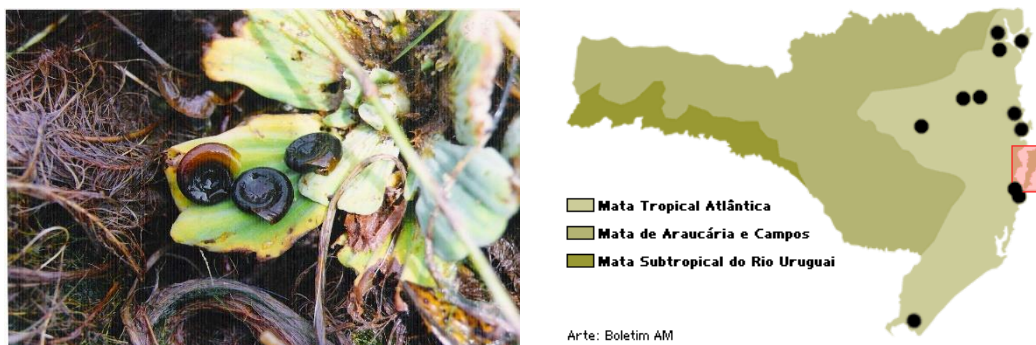 Mata Tropical Atlântica
Mata de Araucária e Campos
Mata Subtropical do Rio Uruguai
Arte: Boletim AM